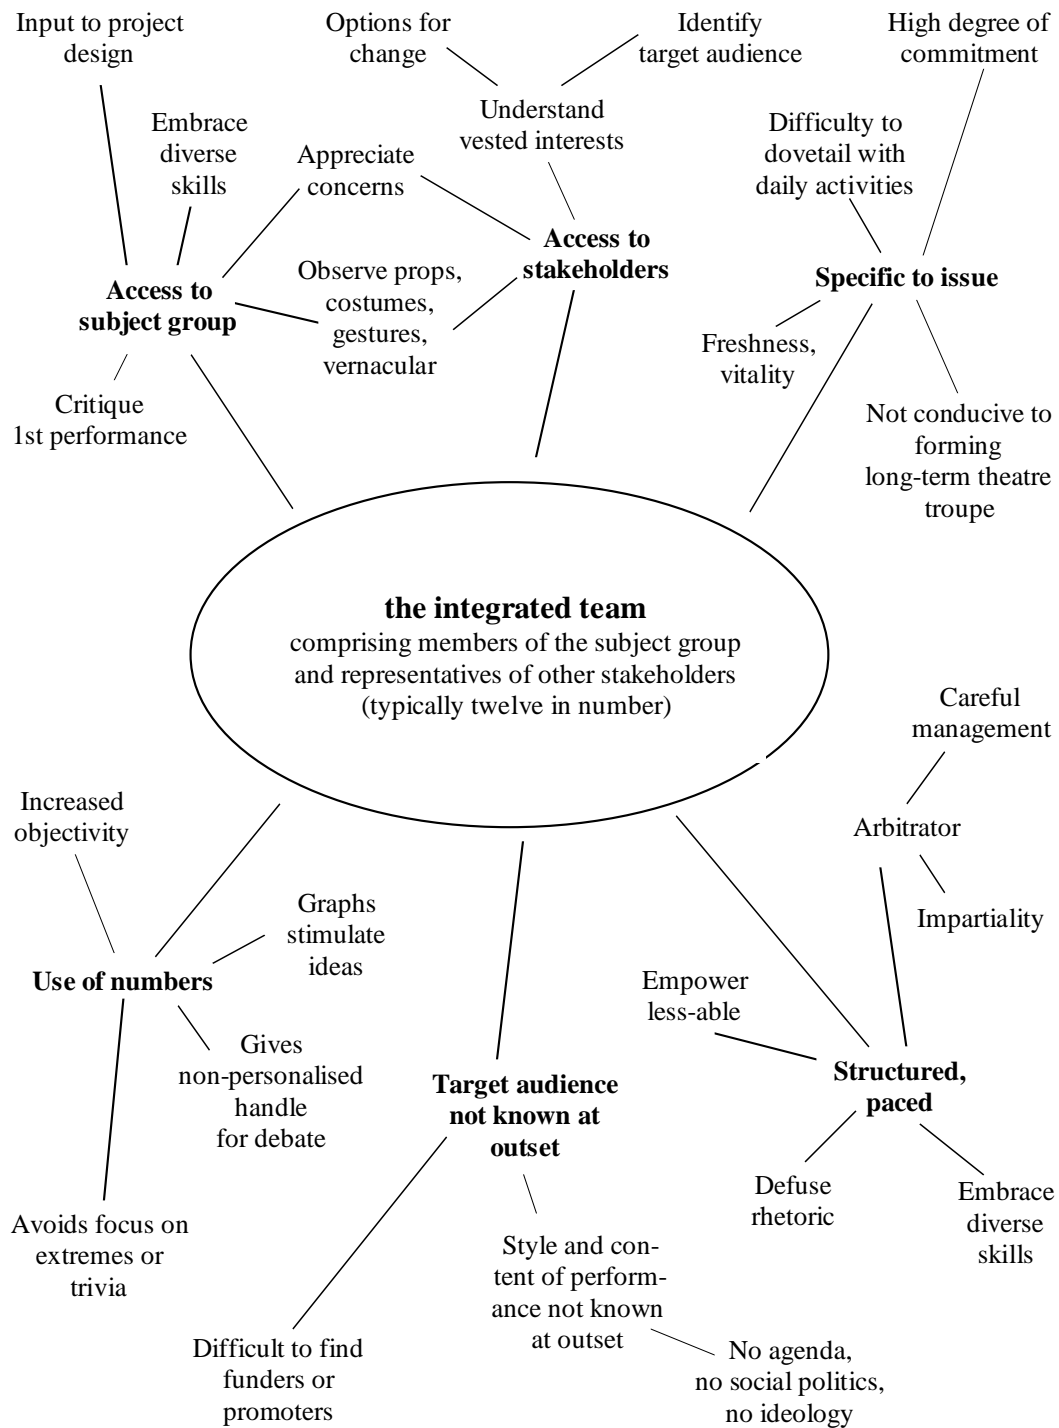 Input to project
design
Options for
change
Identify
target audience
High degree of
commitment
Embrace
diverse
skills
Appreciate
concerns
Understand
vested interests
Difficulty to
dovetail with
daily activities
Access to
subject group
Observe props,
costumes,
gestures,
vernacular
Access to
stakeholders
Specific to issue
Critique
1st performance
Freshness,
vitality
Not conducive to
forming
long-term theatre
troupe
the integrated team
comprising members of the subject group
and representatives of other stakeholders
(typically twelve in number)
Careful
management
Increased
objectivity
Arbitrator
Graphs
stimulate
ideas
Impartiality
Use of numbers
Empower
less-able
Gives
non-personalised
handle
for debate
Target audience
not known at
outset
Structured,
paced
Avoids focus on
extremes or
trivia
Defuse
rhetoric
Embrace
diverse
skills
Style and con-
tent of perform-
ance not known
at outset
Difficult to find
funders or
promoters
No agenda,
no social politics,
no ideology